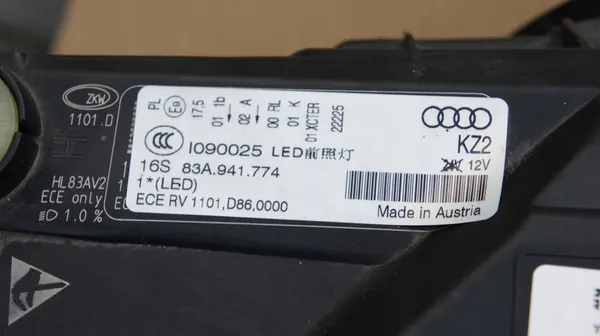 ZKW
1101.D
HL83AV2
ECE only
1.0 %
PL
E9
17,5
01 1b
02 A
00 RL
01 K
01 XCTER
22225
CCC I090025 LED前照灯
16S 83A.941.774
1*(LED)
ECE RV 1101,D86,0000
KZ2
12V
Made in Austria